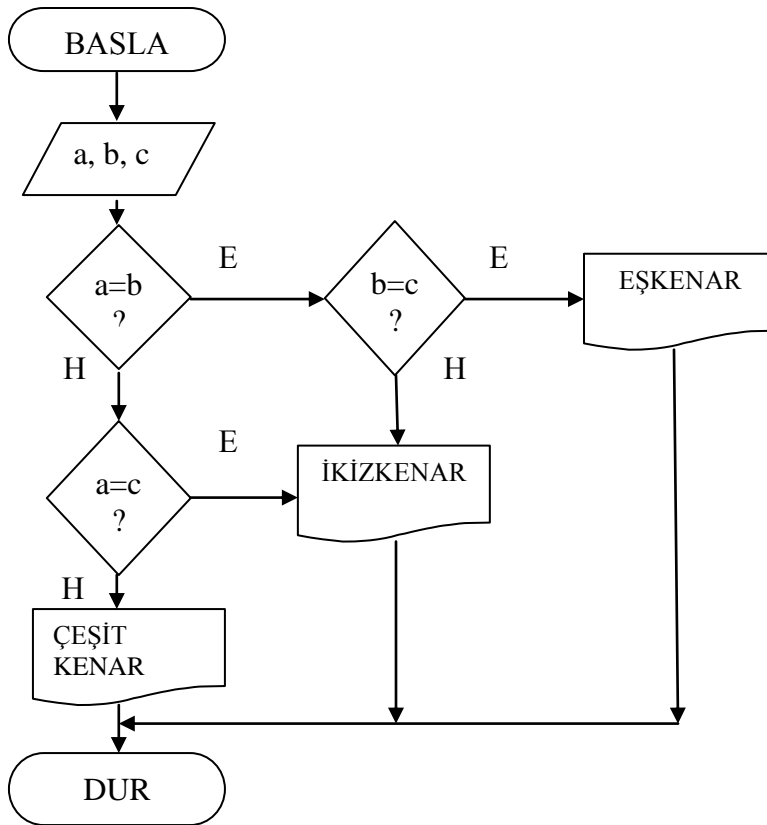 BASLA
a, b, c
a=b
?
E
b=c
?
E
EŞKENAR
H
H
a=c
?
E
İKİZKENAR
H
ÇEŞİT
KENAR
DUR